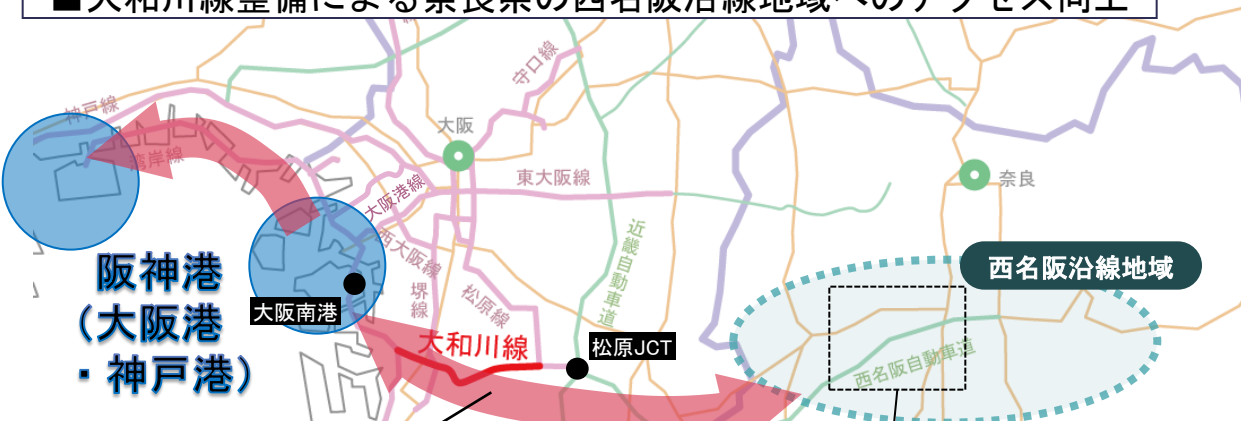 ■大和川線整備による奈良県の西名阪沿線地域へのアクセス向上
守口線
神戸線
大阪
湾岸線
東大阪線
奈良
大阪港線
近畿自動車道
西大阪線
西名阪沿線地域
阪神港
(大阪港
・神戸港)
堺線
松原線
大阪南港
大和川線
松原JCT
西名阪自動車道